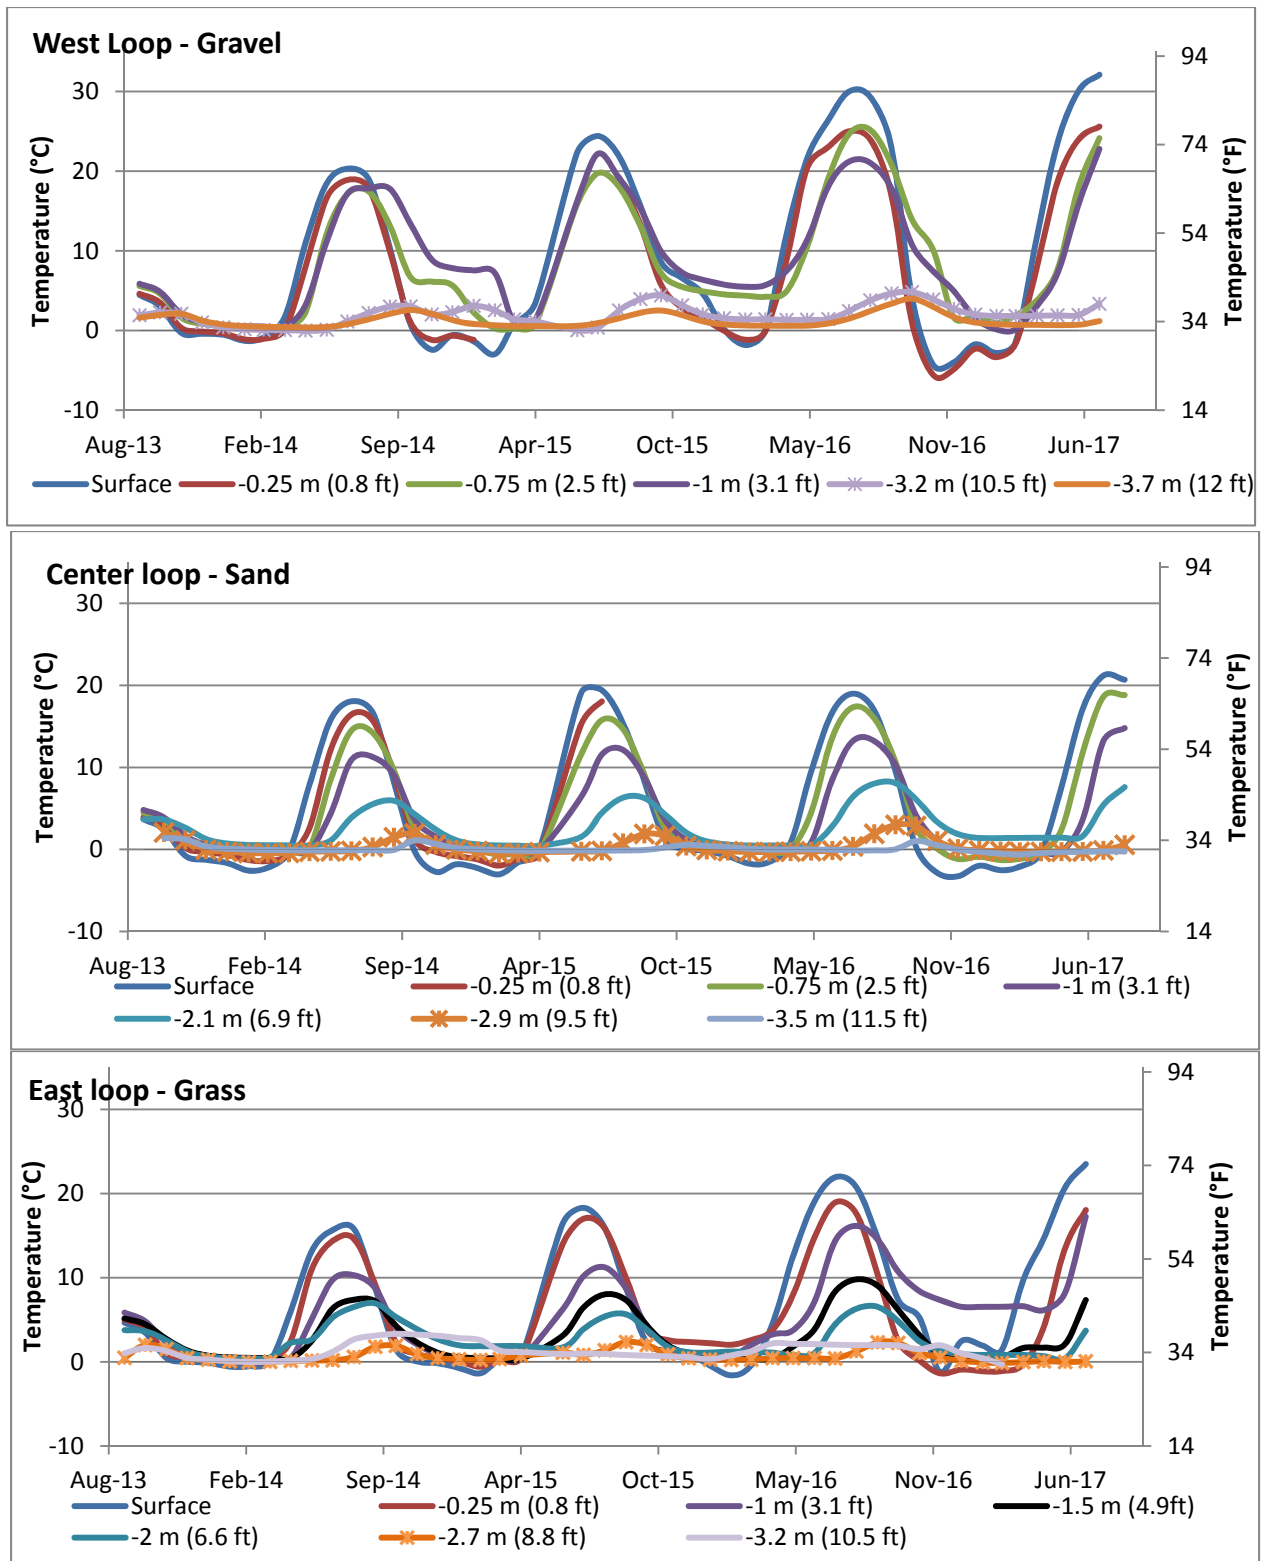 West Loop - Gravel
Temperature (°C)
30
20
10
0
-10
94
74
54
34
14
Temperature (°F)
Aug-13 Feb-14 Sep-14 Apr-15 Oct-15 May-16 Nov-16 Jun-17
Surface -0.25 m (0.8 ft) -0.75 m (2.5 ft) -1 m (3.1 ft) -3.2 m (10.5 ft) -3.7 m (12 ft)
Center loop - Sand
Temperature (°C)
30
20
10
0
-10
94
74
54
34
14
Temperature (°F)
Aug-13 Feb-14 Sep-14 Apr-15 Oct-15 May-16 Nov-16 Jun-17
Surface -0.25 m (0.8 ft) -0.75 m (2.5 ft) -1 m (3.1 ft)
-2.1 m (6.9 ft) -2.9 m (9.5 ft) -3.5 m (11.5 ft)
East loop - Grass
Temperature (°C)
30
20
10
0
-10
94
74
54
34
14
Temperature (°F)
Aug-13 Feb-14 Sep-14 Apr-15 Oct-15 May-16 Nov-16 Jun-17
Surface -0.25 m (0.8 ft) -1 m (3.1 ft) -1.5 m (4.9ft)
-2 m (6.6 ft) -2.7 m (8.8 ft) -3.2 m (10.5 ft)